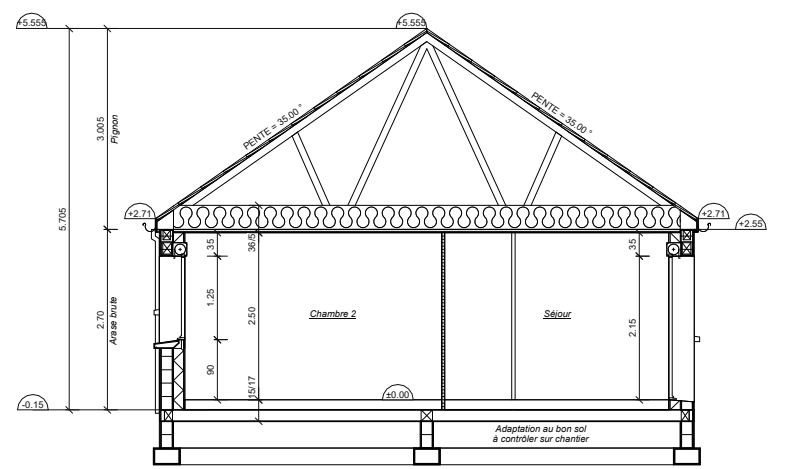 +5.555
+5.555
PENTE = 35.00 °
PENTE = 35.00 °
3.005
Pignon
5.705
+2.71
+2.71
+2.55
35
36/5
35
1.25
2.50
Chambre 2
Séjour
2.15
2.70
Arase brute
90
15/17
±0.00
-0.15
Adaptation au bon sol
à contrôler sur chantier